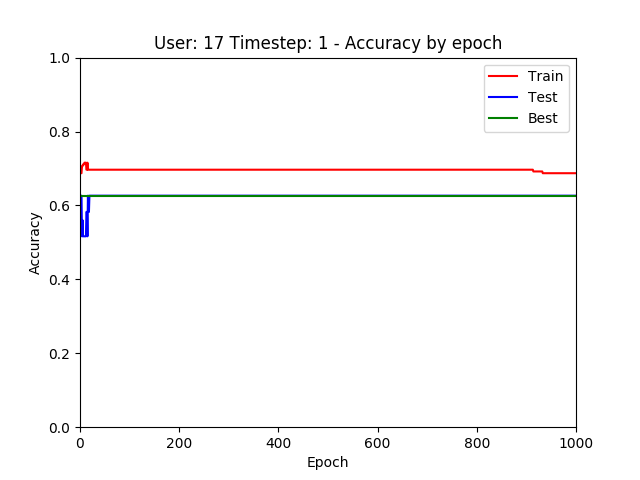 User: 17 Timestep: 1 - Accuracy by epoch
1.0
0.8
0.6
0.4
0.2
0.0
Accuracy
Train
Test
Best
0 200 400 600 800 1000
Epoch